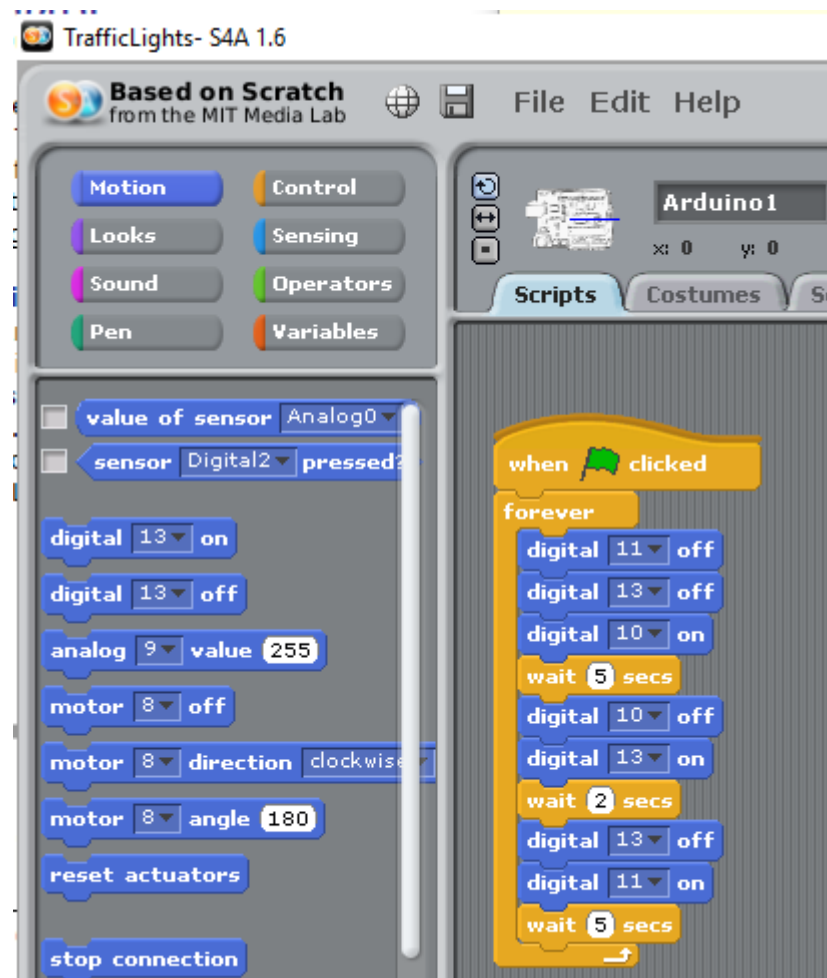 TrafficLights- S4A 1.6
Based on Scratch
from the MIT Media Lab
File Edit Help
Motion Control
Looks Sensing
Sound Operators
Pen Variables
Arduino1
x: 0 y: 0
Scripts Costumes
value of sensor Analog0
sensor Digital2 pressed?
digital 13 on
digital 13 off
analog 9 value 255
motor 8 off
motor 8 direction clockwise
motor 8 angle 180
reset actuators
stop connection
when clicked
forever
digital 11 off
digital 13 off
digital 10 on
wait 5 secs
digital 10 off
digital 13 on
wait 2 secs
digital 13 off
digital 11 on
wait 5 secs